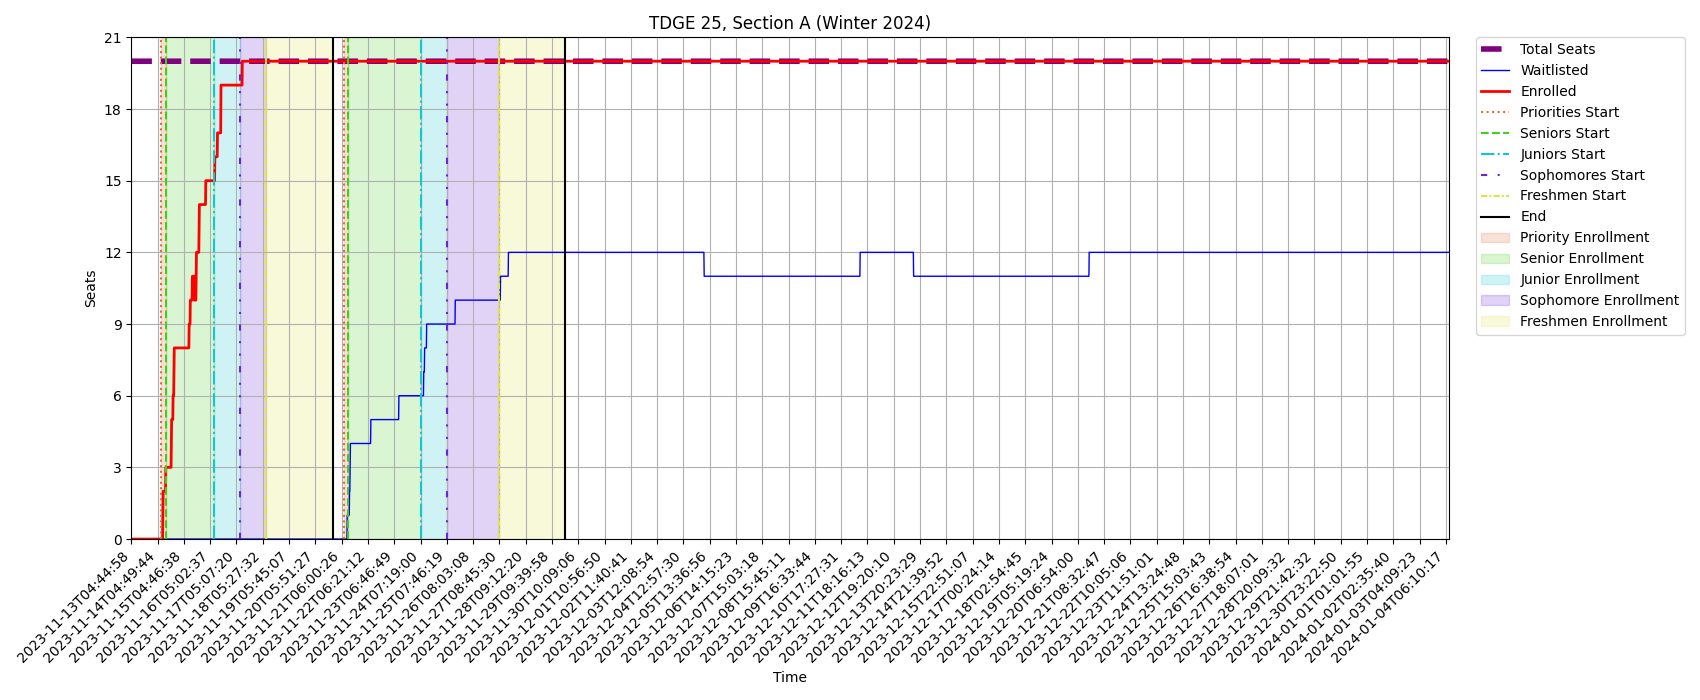 TDGE 25, Section A (Winter 2024)
21
18
15
12
9
6
3
0
Seats
2023-11-13T04:44:58
2023-11-14T04:49:44
2023-11-15T04:46:38
2023-11-16T05:02:37
2023-11-17T05:07:20
2023-11-18T05:27:32
2023-11-19T05:45:07
2023-11-20T05:51:27
2023-11-21T06:00:26
2023-11-22T06:21:12
2023-11-23T06:46:49
2023-11-24T07:19:00
2023-11-25T07:46:19
2023-11-26T08:03:08
2023-11-27T08:45:30
2023-11-28T09:12:20
2023-11-29T09:39:58
2023-11-30T10:09:06
2023-12-01T10:56:50
2023-12-02T11:40:41
2023-12-03T12:08:54
2023-12-04T12:57:30
2023-12-05T13:36:56
2023-12-06T14:15:23
2023-12-07T15:03:18
2023-12-08T15:45:11
2023-12-09T16:33:44
2023-12-10T17:27:31
2023-12-11T18:16:13
2023-12-12T19:20:10
2023-12-13T20:23:29
2023-12-14T21:39:52
2023-12-15T22:51:07
2023-12-17T00:24:14
2023-12-18T02:54:45
2023-12-19T05:19:24
2023-12-20T06:54:00
2023-12-21T08:32:47
2023-12-22T10:05:06
2023-12-23T11:51:01
2023-12-24T13:24:48
2023-12-25T15:03:43
2023-12-26T16:38:54
2023-12-27T18:07:01
2023-12-28T20:09:32
2023-12-29T21:42:32
2023-12-30T23:22:50
2024-01-01T01:01:55
2024-01-02T02:35:40
2024-01-03T04:09:23
2024-01-04T06:10:17
Time
Total Seats
Waitlisted
Enrolled
Priorities Start
Seniors Start
Juniors Start
Sophomores Start
Freshmen Start
End
Priority Enrollment
Senior Enrollment
Junior Enrollment
Sophomore Enrollment
Freshmen Enrollment